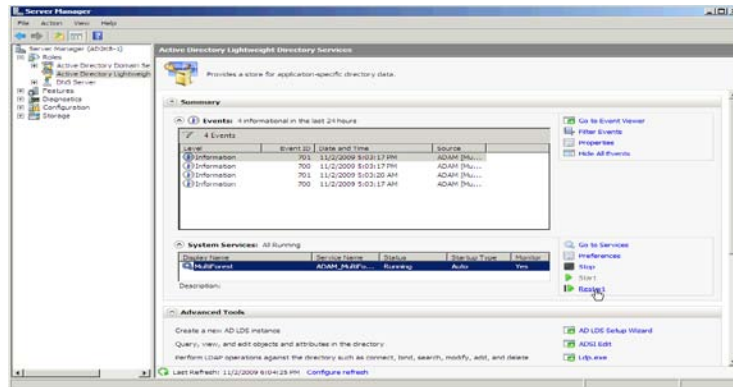 Server Manager
File Action View Help
Server Manager (ADSRB-1)
Roles
Active Directory Domain Se
Active Directory Lightweigh
DNS Server
Features
Diagnostics
Configuration
Storage
Active Directory Lightweight Directory Services
Provides a store for application-specific directory data.
Summary
Events: 4 informational in the last 24 hours
4 Events
Level Event ID Date and Time Source
Information 701 11/2/2009 5:03:17 PM ADAM [Mu...
Information 700 11/2/2009 5:03:17 PM ADAM [Mu...
Information 701 11/2/2009 5:03:20 AM ADAM [Mu...
Information 700 11/2/2009 5:03:17 AM ADAM [Mu...
Go to Event Viewer
Filter Events
Properties
Hide All Events
System Services: All Running
Display Name Service Name Status Startup Type Monitor
MultiForest ADAM_MultiFo... Running Auto Yes
Description:
Go to Services
Preferences
Stop
Start
Restart
Advanced Tools
Create a new AD LDS instance
AD LDS Setup Wizard
Query, view, and edit objects and attributes in the directory
ADSI Edit
Perform LDAP operations against the directory such as connect, bind, search, modify, add, and delete
Ldp.exe
Last Refresh: 11/2/2009 6:04:25 PM Configure refresh